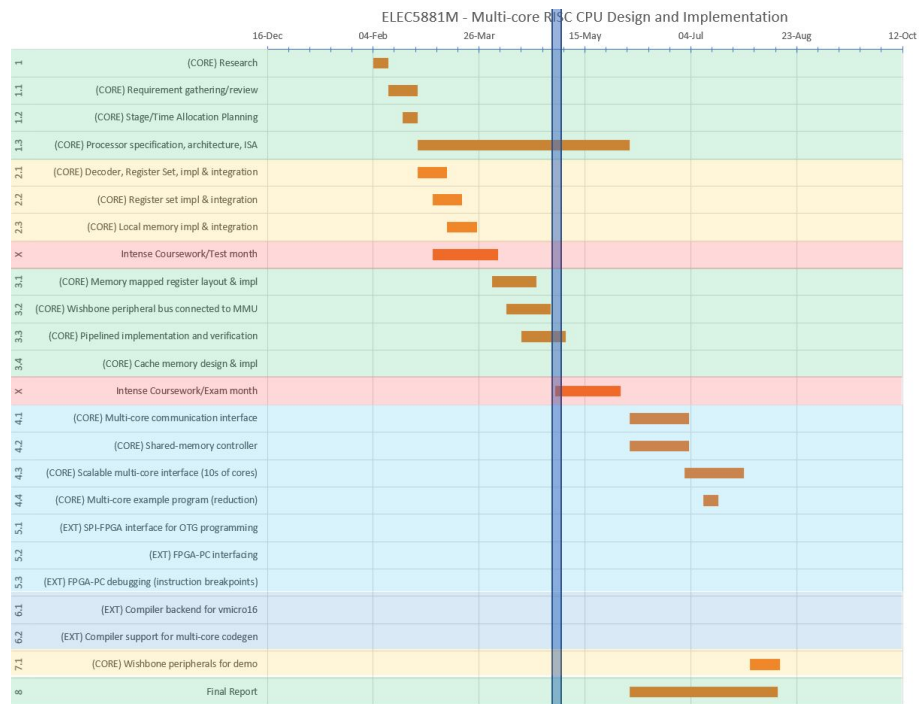 ELEC5881M - Multi-core RISC CPU Design and Implementation
16-Dec 04-Feb 26-Mar 15-May 04-Jul 23-Aug 12-Oct
1 (CORE) Research
1.1 (CORE) Requirement gathering/review
1.2 (CORE) Stage/Time Allocation Planning
1.3 (CORE) Processor specification, architecture, ISA
2.1 (CORE) Decoder, Register Set, impl & integration
2.2 (CORE) Register set impl & integration
2.3 (CORE) Local memory impl & integration
X Intense Coursework/Test month
3.1 (CORE) Memory mapped register layout & impl
3.2 (CORE) Wishbone peripheral bus connected to MMU
3.3 (CORE) Pipelined implementation and verification
3.4 (CORE) Cache memory design & impl
X Intense Coursework/Exam month
4.1 (CORE) Multi-core communication interface
4.2 (CORE) Shared-memory controller
4.3 (CORE) Scalable multi-core interface (10s of cores)
4.4 (CORE) Multi-core example program (reduction)
5.1 (EXT) SPI-FPGA interface for OTG programming
5.2 (EXT) FPGA-PC interfacing
5.3 (EXT) FPGA-PC debugging (instruction breakpoints)
6.1 (EXT) Compiler backend for vmicro16
6.2 (EXT) Compiler support for multi-core codegen
7.1 (CORE) Wishbone peripherals for demo
8 Final Report